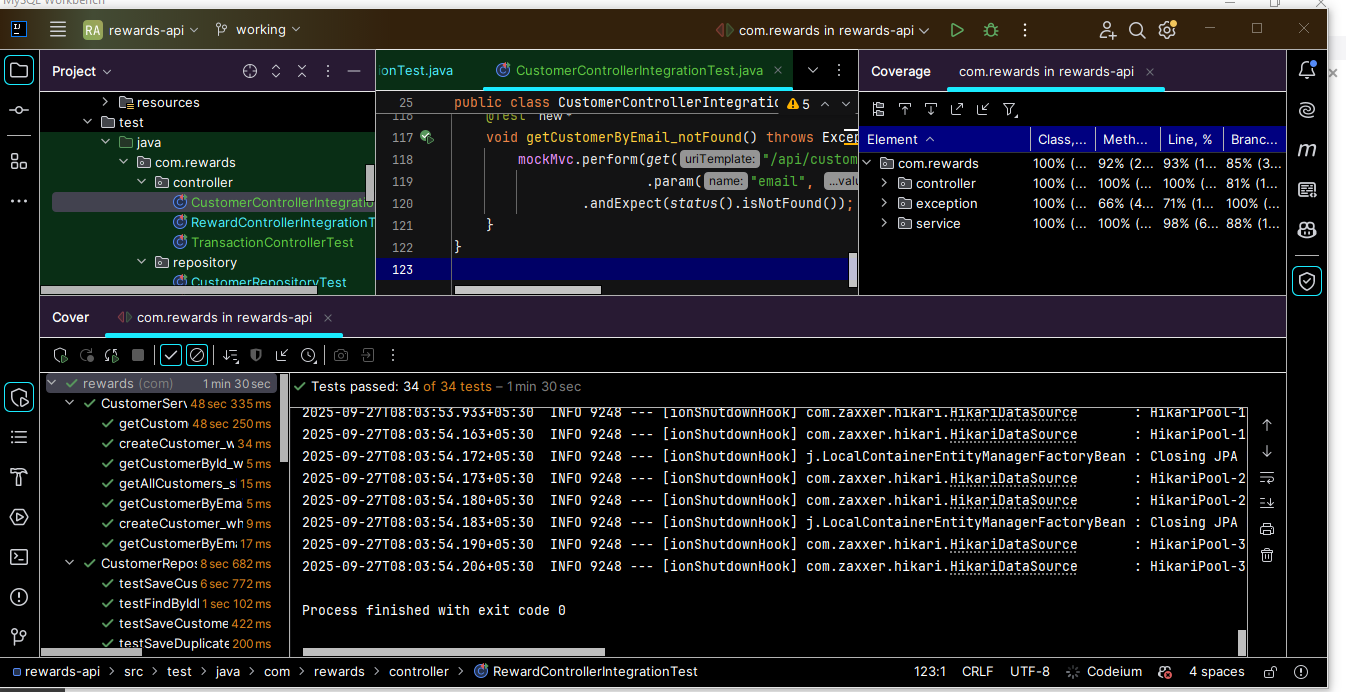 MySQL Workbench
RA rewards-api working com.rewards in rewards-api
Project
resources
test
java
com.rewards
controller
CustomerControllerIntegratio
RewardControllerIntegrationT
TransactionControllerTest
repository
CustomerRepositoryTest
ionTest.java CustomerControllerIntegrationTest.java
25 public class CustomerControllerIntegratio 5
118 @Test new *
117 void getCustomerByEmail_notFound() throws Excep
118 mockMvc.perform(get( uriTemplate: "/api/custom
119 .param( name: "email", ...valu
120 .andExpect(status().isNotFound());
121 }
122 }
123
Coverage com.rewards in rewards-api
Element Class,... Meth... Line, % Branc...
com.rewards 100% (... 92% (2... 93% (1... 85% (3...
controller 100% (... 100% (... 100% (... 81% (1...
exception 100% (... 66% (4... 71% (1... 100% (...
service 100% (... 100% (... 98% (6... 88% (1...
Cover com.rewards in rewards-api
rewards (com) 1 min 30 sec
CustomerServ 48 sec 335 ms
getCustom 48 sec 250 ms
createCustomer_w 34 ms
getCustomerById_w 5 ms
getAllCustomers_s 15 ms
getCustomerByEma 5 ms
createCustomer_wh 9 ms
getCustomerByEma 17 ms
CustomerRepos 8 sec 682 ms
testSaveCus 6 sec 772 ms
testFindById 1 sec 102 ms
testSaveCustome 422 ms
testSaveDuplicate 200 ms
Tests passed: 34 of 34 tests – 1 min 30 sec
2025-09-27T08:03:53.933+05:30 INFO 9248 --- [ionShutdownHook] com.zaxxer.hikari.HikariDataSource : HikariPool-1
2025-09-27T08:03:54.163+05:30 INFO 9248 --- [ionShutdownHook] com.zaxxer.hikari.HikariDataSource : HikariPool-1
2025-09-27T08:03:54.172+05:30 INFO 9248 --- [ionShutdownHook] j.LocalContainerEntityManagerFactoryBean : Closing JPA
2025-09-27T08:03:54.173+05:30 INFO 9248 --- [ionShutdownHook] com.zaxxer.hikari.HikariDataSource : HikariPool-2
2025-09-27T08:03:54.180+05:30 INFO 9248 --- [ionShutdownHook] com.zaxxer.hikari.HikariDataSource : HikariPool-2
2025-09-27T08:03:54.183+05:30 INFO 9248 --- [ionShutdownHook] j.LocalContainerEntityManagerFactoryBean : Closing JPA
2025-09-27T08:03:54.190+05:30 INFO 9248 --- [ionShutdownHook] com.zaxxer.hikari.HikariDataSource : HikariPool-3
2025-09-27T08:03:54.206+05:30 INFO 9248 --- [ionShutdownHook] com.zaxxer.hikari.HikariDataSource : HikariPool-3
Process finished with exit code 0
rewards-api > src > test > java > com > rewards > controller > RewardControllerIntegrationTest 123:1 CRLF UTF-8 Codeium 4 spaces